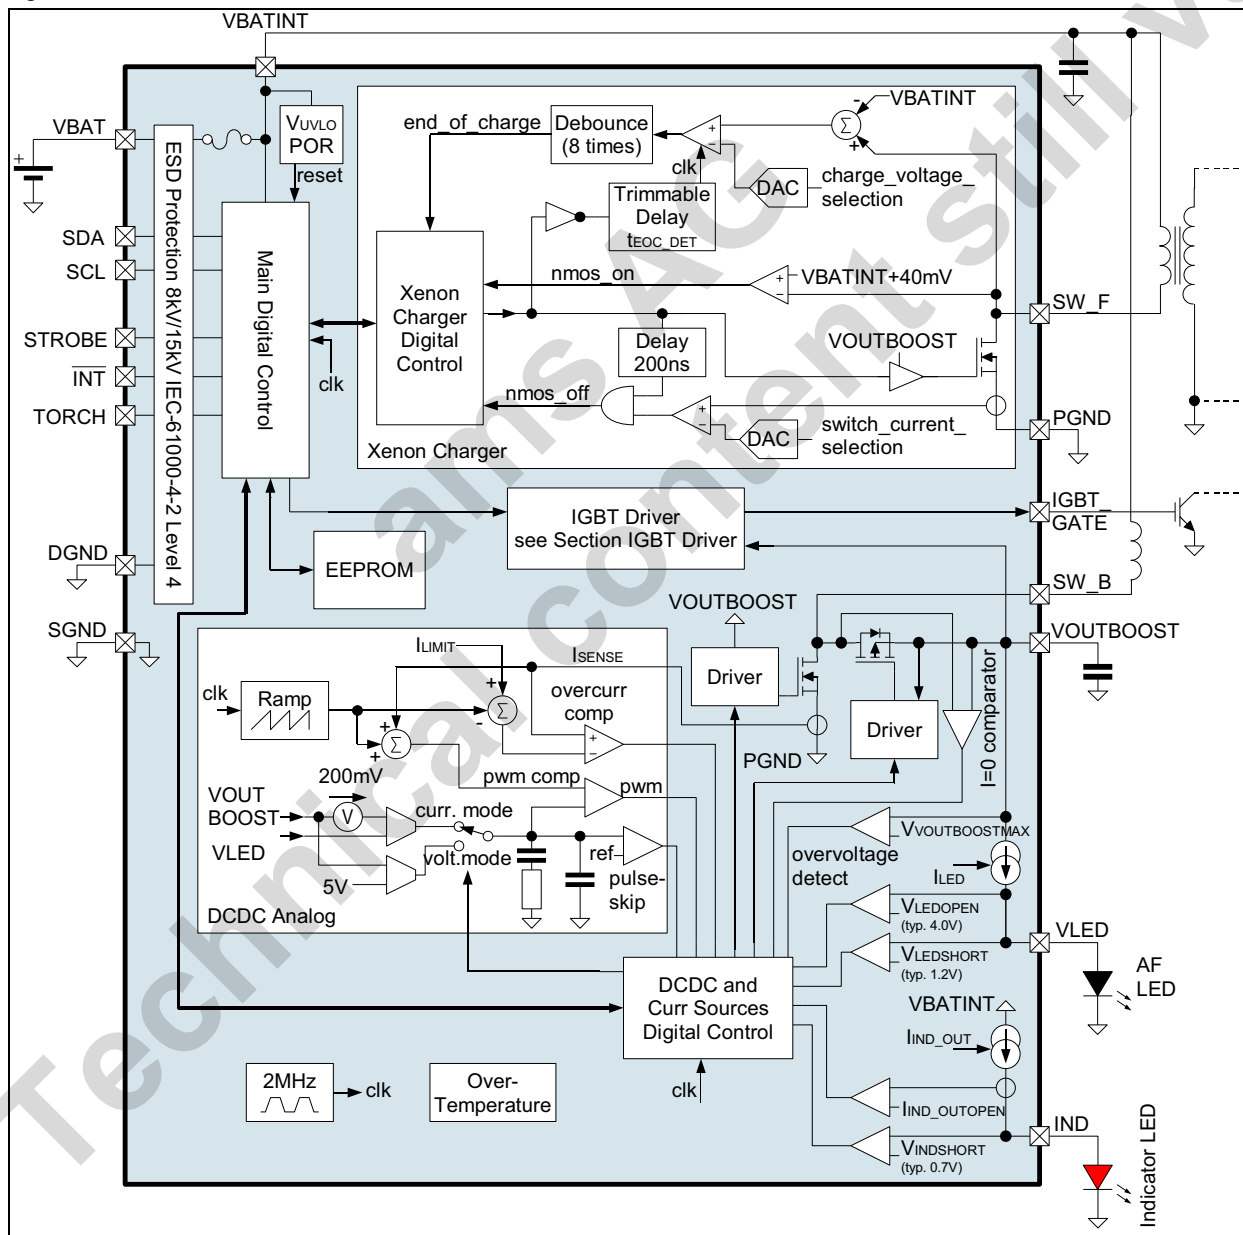 VBATINT
VBAT
+
VUVLO
POR
reset
end_of_charge
Debounce
(8 times)
clk
+
−
Σ
-
+
VBATINT
DAC
charge_voltage_
selection
Trimmable
Delay
tEOC_DET
SDA
SCL
STROBE
INT
TORCH
DGND
SGND
ESD Protection 8kV/15kV IEC-61000-4-2 Level 4
Main Digital Control
clk
Xenon
Charger
Digital
Control
nmos_on
+
−
VBATINT+40mV
Delay
200ns
VOUTBOOST
nmos_off
+
−
DAC
switch_current_
selection
Xenon Charger
SW_F
PGND
IGBT_
GATE
SW_B
VOUTBOOST
IGBT Driver
see Section IGBT Driver
EEPROM
VOUTBOOST
Driver
PGND
Driver
I=0 comparator
ILIMIT
ISENSE
clk
Ramp
+
+
Σ
+
-
Σ
overcurr
comp
+
−
200mV
VOUT
BOOST
V
VLED
5V
curr. mode
volt.mode
pwm comp
pwm
ref
pulse-
skip
DCDC Analog
VVOUTBOOSTMAX
overvoltage
detect
ILED
VLEDOPEN
(typ. 4.0V)
VLEDSHORT
(typ. 1.2V)
VLED
AF
LED
DCDC and
Curr Sources
Digital Control
clk
VBATINT
IIND_OUT
IIND_OUTOPEN
VINDSHORT
(typ. 0.7V)
IND
Indicator LED
2MHz
clk
Over-
Temperature
ams AG
Technical content still v